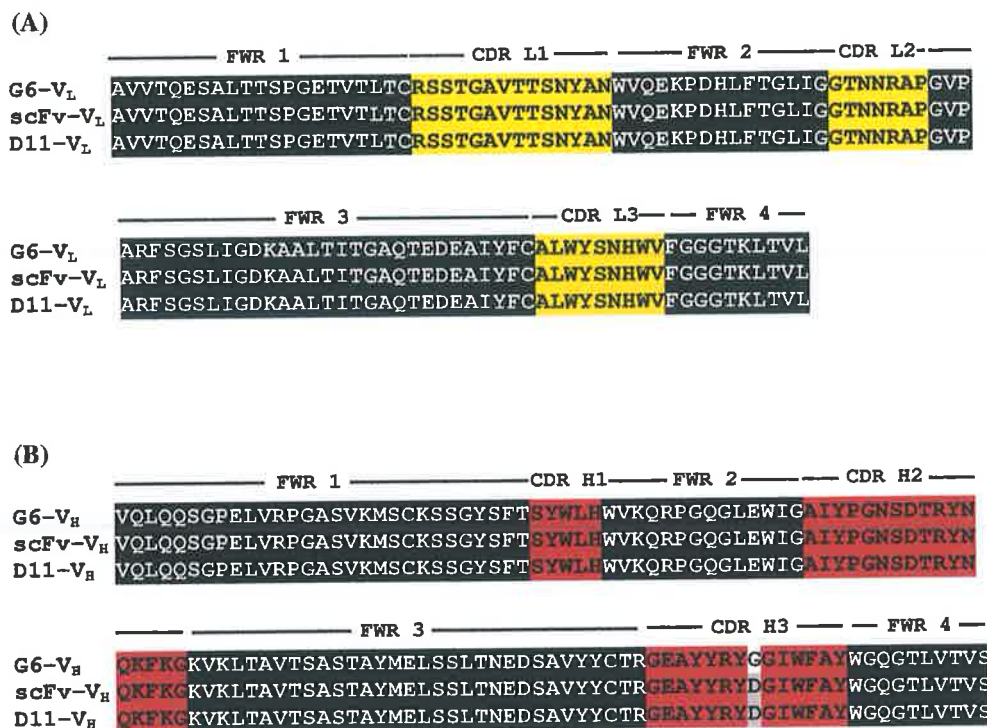 (A)
FWR 1 CDR L1 FWR 2 CDR L2
G6-VL AVVTQESALTTSPGETVTLTCRSSTGAVTTSNYANWVQEKPDHLFTGLIGGTNNRAPGVP
scFv-VL AVVTQESALTTSPGETVTLTCRSSTGAVTTSNYANWVQEKPDHLFTGLIGGTNNRAPGVP
D11-VL AVVTQESALTTSPGETVTLTCRSSTGAVTTSNYANWVQEKPDHLFTGLIGGTNNRAPGVP
FWR 3 CDR L3 FWR 4
G6-VL ARFSGSLIGDKAALTITGAQTEDEAIYFCALWYSNHWVFGGGTKLTVL
scFv-VL ARFSGSLIGDKAALTITGAQTEDEAIYFCALWYSNHWVFGGGTKLTVL
D11-VL ARFSGSLIGDKAALTITGAQTEDEAIYFCALWYSNHWVFGGGTKLTVL
(B)
FWR 1 CDR H1 FWR 2 CDR H2
G6-VH VQLQQSGPELVRPGASVKMSCKSSGYSFTSYWLHWVKQRPGQGLEWIGAIYPGNSDTRYN
scFv-VH VQLQQSGPELVRPGASVKMSCKSSGYSFTSYWLHWVKQRPGQGLEWIGAIYPGNSDTRYN
D11-VH VQLQQSGPELVRPGASVKMSCKSSGYSFTSYWLHWVKQRPGQGLEWIGAIYPGNSDTRYN
FWR 3 CDR H3 FWR 4
G6-VH QKFKGKVKLTAVTSASTAYMELSSLTNEDSAVYYCTRGEAYYRYGGIWFAYWGQGTLVTVS
scFv-VH QKFKGKVKLTAVTSASTAYMELSSLTNEDSAVYYCTRGEAYYRYDGIWFAYWGQGTLVTVS
D11-VH QKFKGKVKLTAVTSASTAYMELSSLTNEDSAVYYCTRGEAYYRYDGIWFAYWGQGTLVTVS